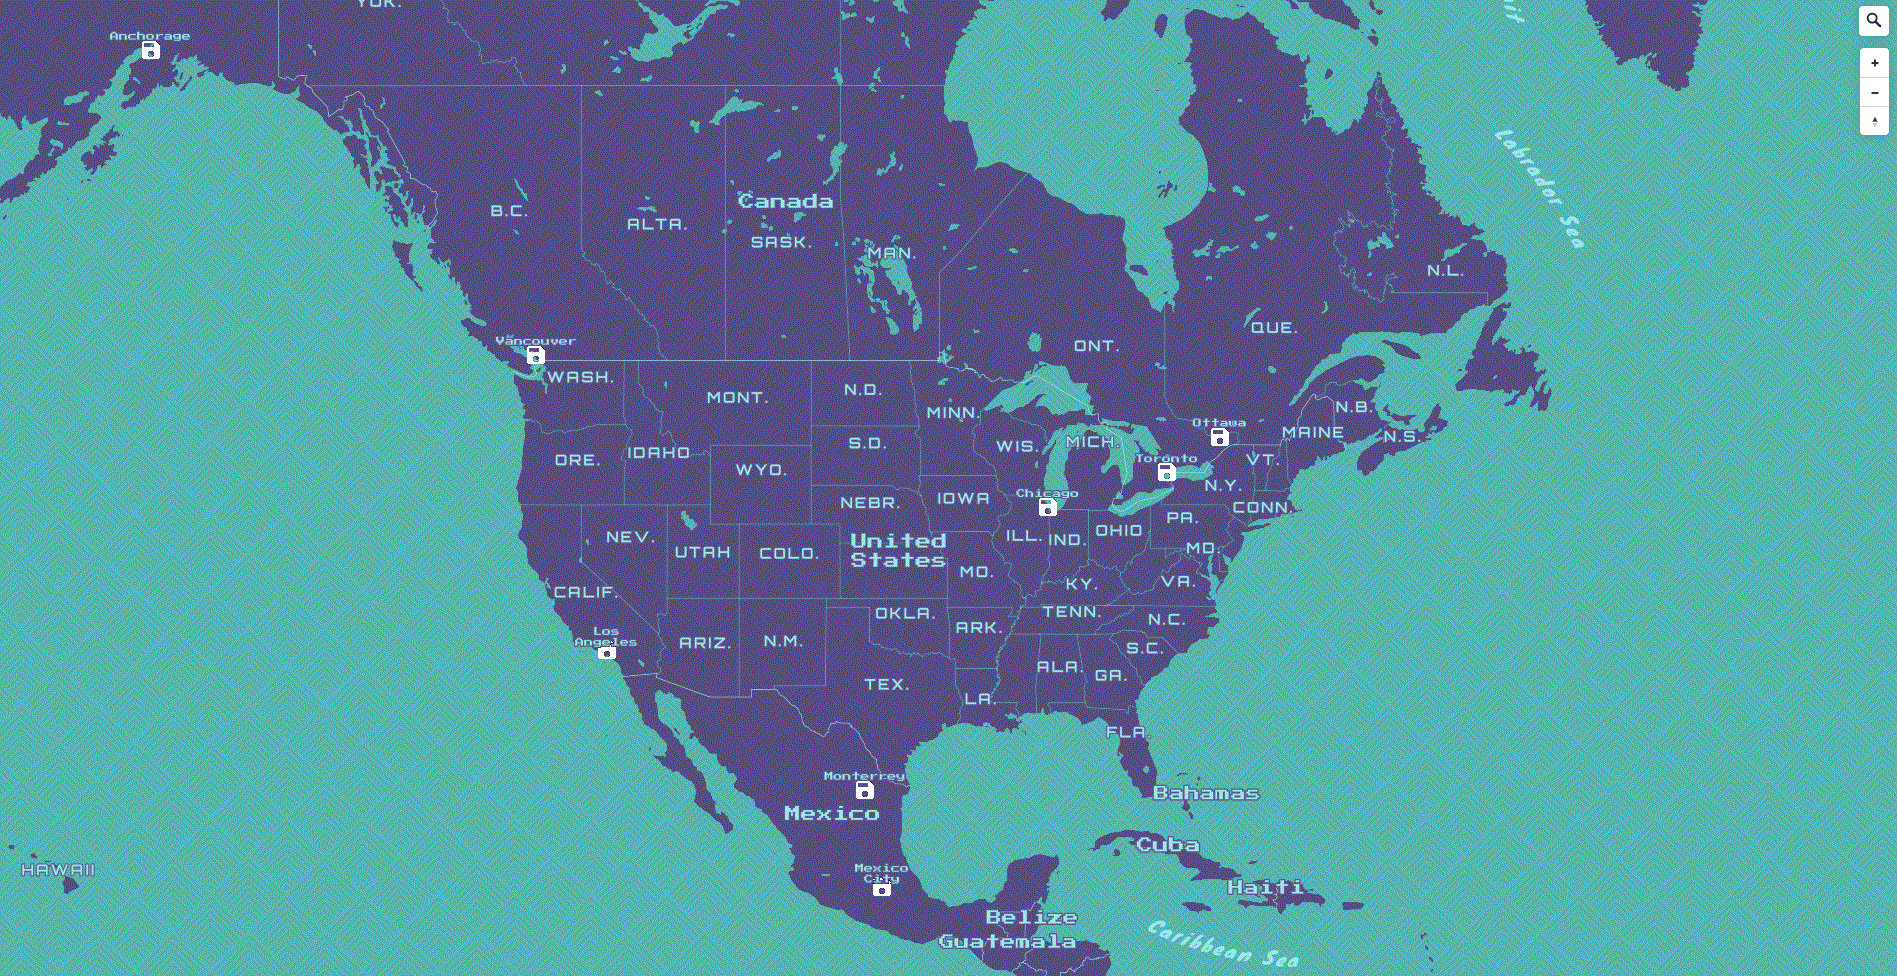 YUK.
Anchorage
Labrador Sea
Canada
B.C.
ALTA.
SASK.
MAN.
N.L.
QUE.
ONT.
Vancouver
WASH.
MONT.
N.D.
MINN.
N.B.
Ottawa
MAINE
N.S.
ORE.
IDAHO
S.D.
WIS.
MICH.
Toronto
VT.
WYO.
N.Y.
NEBR.
IOWA
Chicago
CONN.
PA.
NEV.
UTAH
COLO.
United
States
ILL.
IND.
OHIO
MD.
MO.
KY.
VA.
CALIF.
OKLA.
ARK.
TENN.
N.C.
Los
Angeles
ARIZ.
N.M.
S.C.
ALA.
GA.
TEX.
LA.
FLA.
Monterrey
Bahamas
Mexico
Cuba
HAWAII
Mexico
City
Haiti
Belize
Guatemala
Caribbean Sea